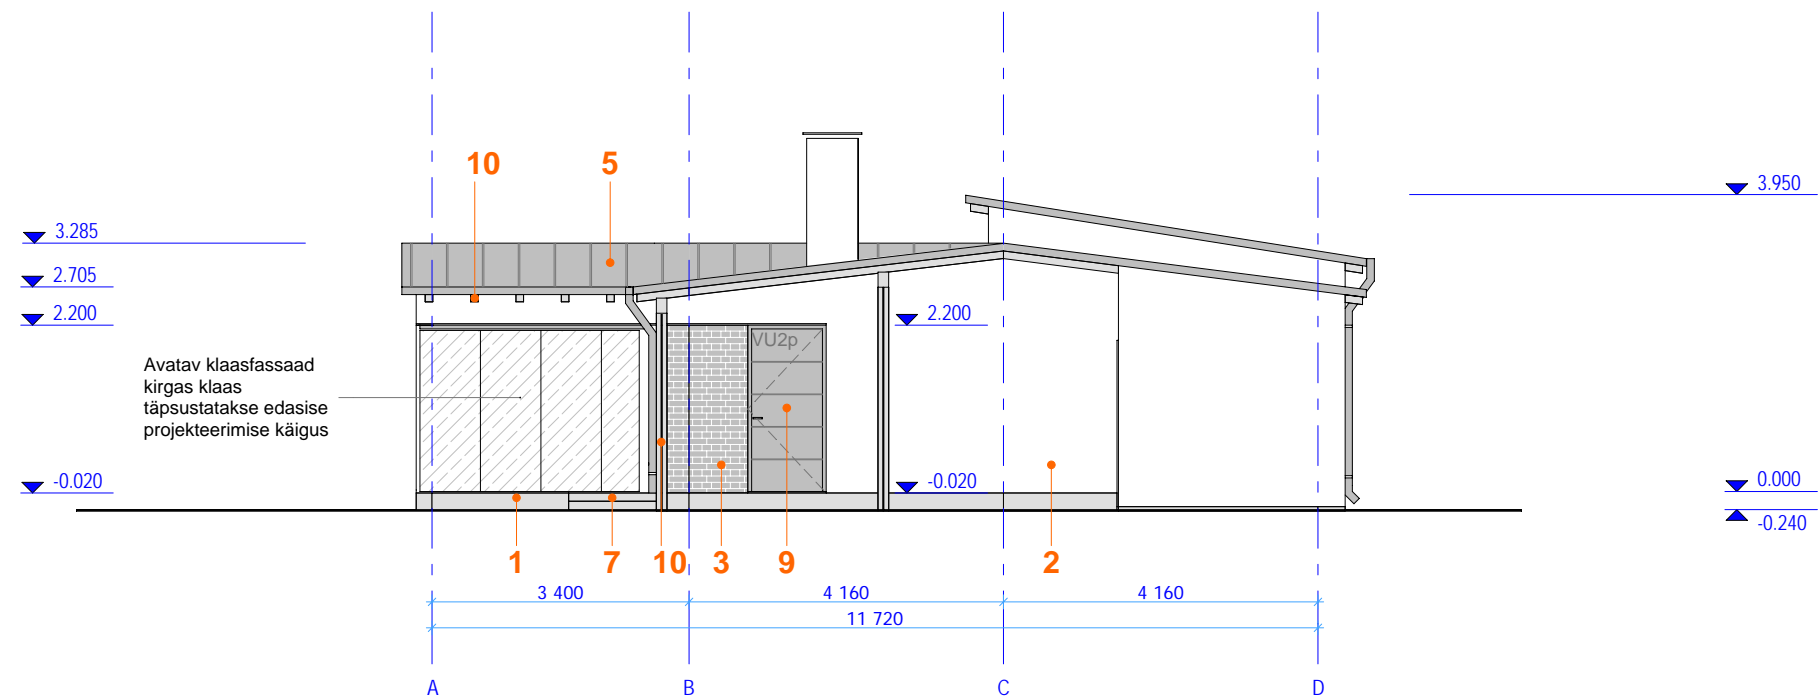 10
5
3.950
3.285
2.705
2.200
2.200
VU2p
Avatav klaasfassaad
kirgas klaas
täpsustatakse edasise
projekteerimise käigus
-0.020
-0.020
0.000
-0.240
1
7
10
3
9
2
3 400
4 160
4 160
11 720
A
B
C
D